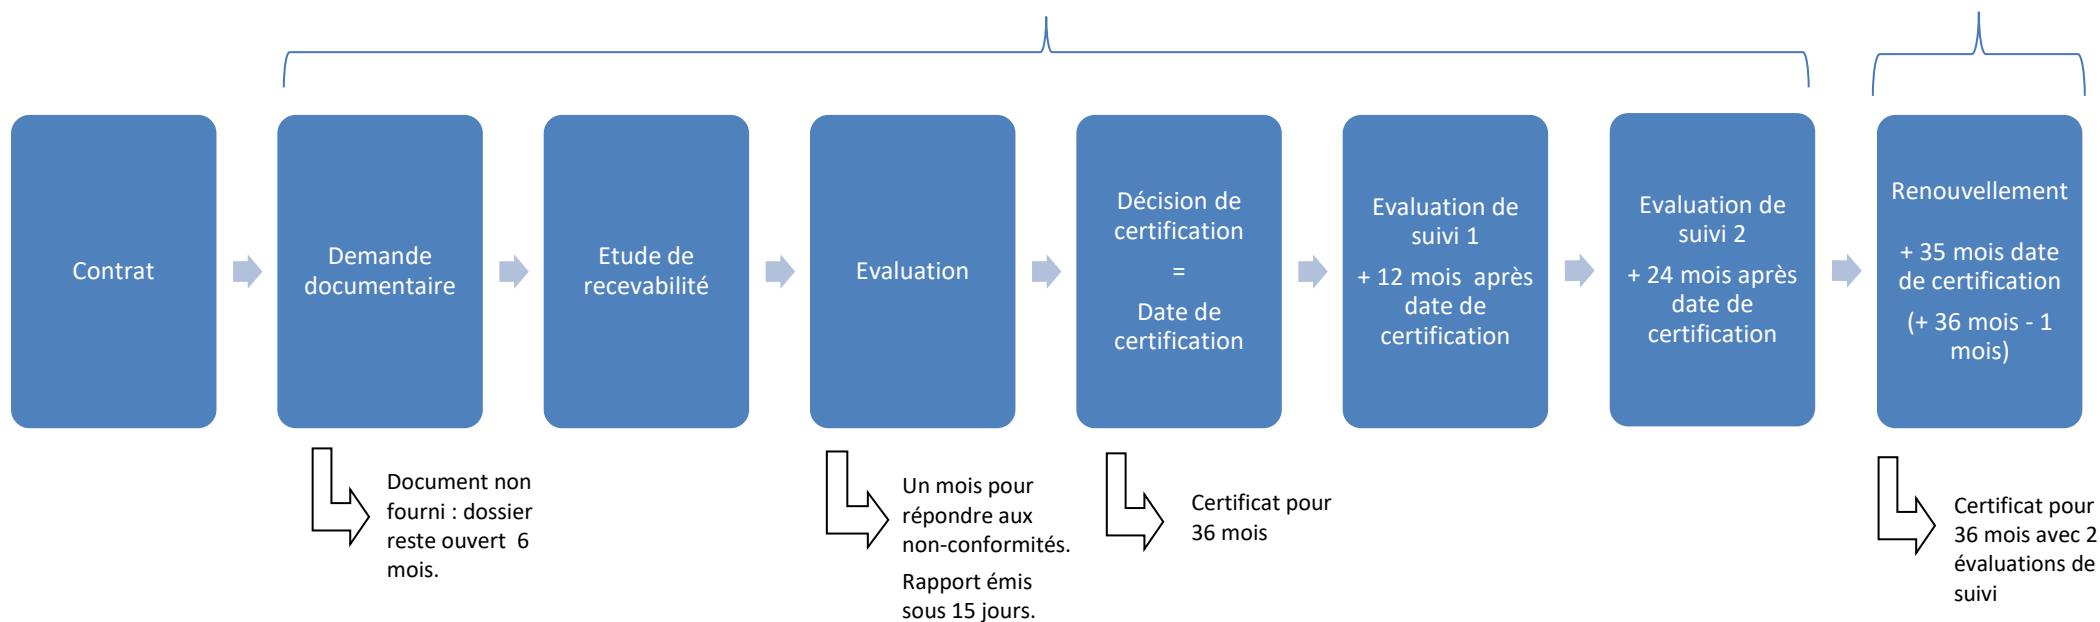 Contrat
Demande
documentaire
Etude de
recevabilité
Evaluation
Décision de
certification
=
Date de
certification
Evaluation de
suivi 1
+ 12 mois après
date de
certification
Evaluation de
suivi 2
+ 24 mois après
date de
certification
Renouvellement
+ 35 mois date
de certification
(+ 36 mois - 1
mois)
Document non
fourni : dossier
reste ouvert 6
mois.
Un mois pour
répondre aux
non-conformités.
Rapport émis
sous 15 jours.
Certificat pour
36 mois
Certificat pour
36 mois avec 2
évaluations de
suivi